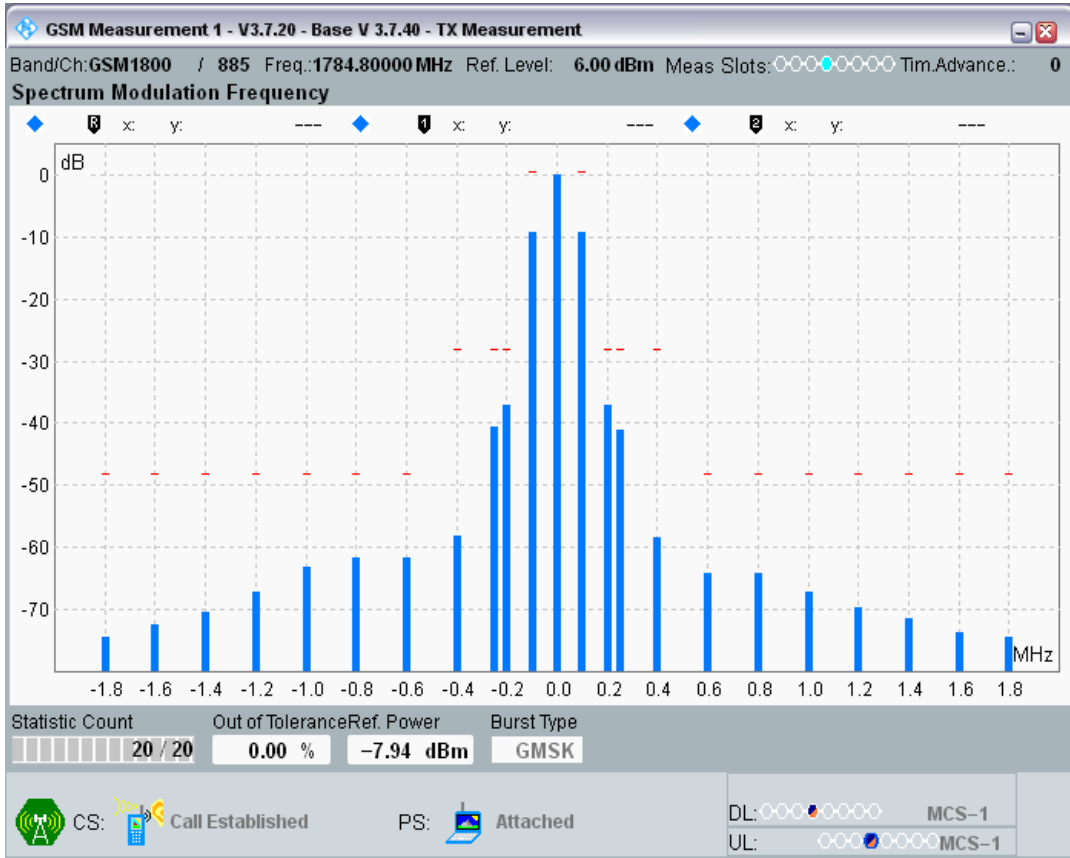 GSM Measurement 1 - V3.7.20 - Base V 3.7.40 - TX Measurement
Band/Ch:GSM1800 / 885 Freq.:1784.80000 MHz Ref. Level: 6.00 dBm Meas Slots: Tim.Advance.: 0
Spectrum Modulation Frequency
R x: y: --- 1 x: y: --- 2 x: y: ---
dB
0
-10
-20
-30
-40
-50
-60
-70
MHz
-1.8 -1.6 -1.4 -1.2 -1.0 -0.8 -0.6 -0.4 -0.2 0.0 0.2 0.4 0.6 0.8 1.0 1.2 1.4 1.6 1.8
Statistic Count Out of Tolerance Ref. Power Burst Type
20 / 20 0.00 % −7.94 dBm GMSK
CS: Call Established PS: Attached
DL: MCS−1
UL: MCS−1